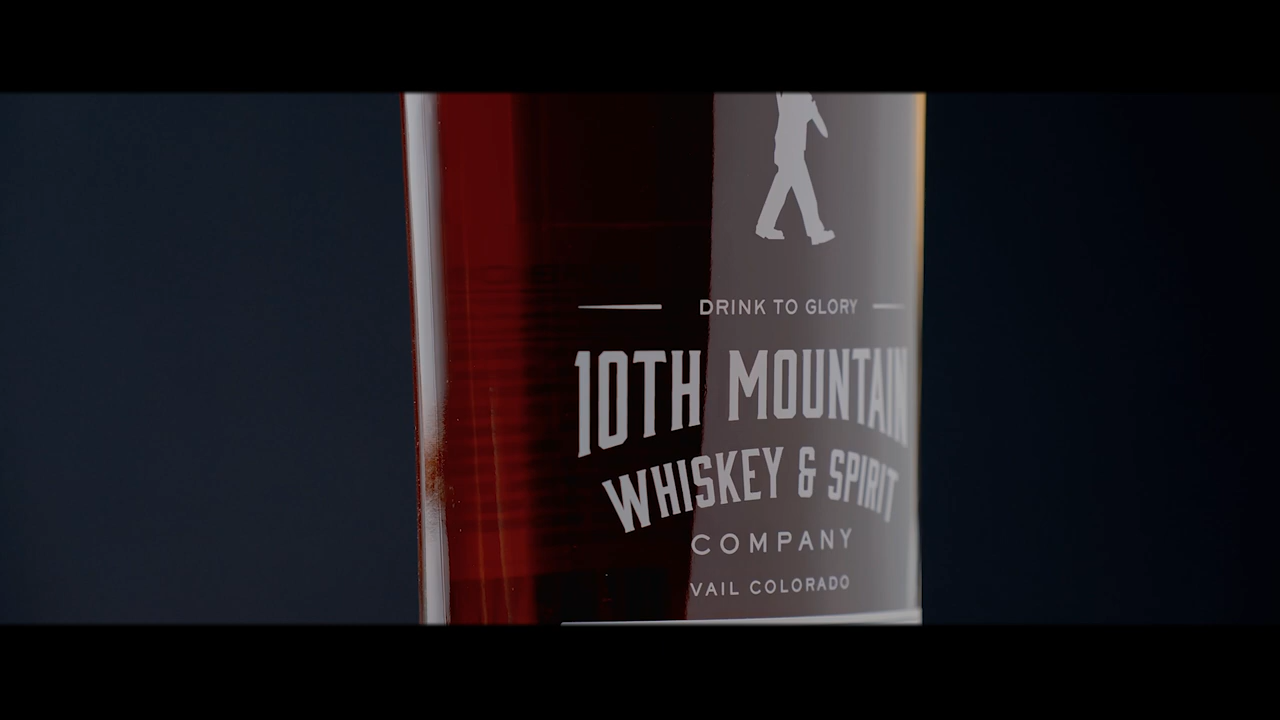 DRINK TO GLORY
10TH MOUNTAIN
WHISKEY & SPIRIT
COMPANY
VAIL COLORADO